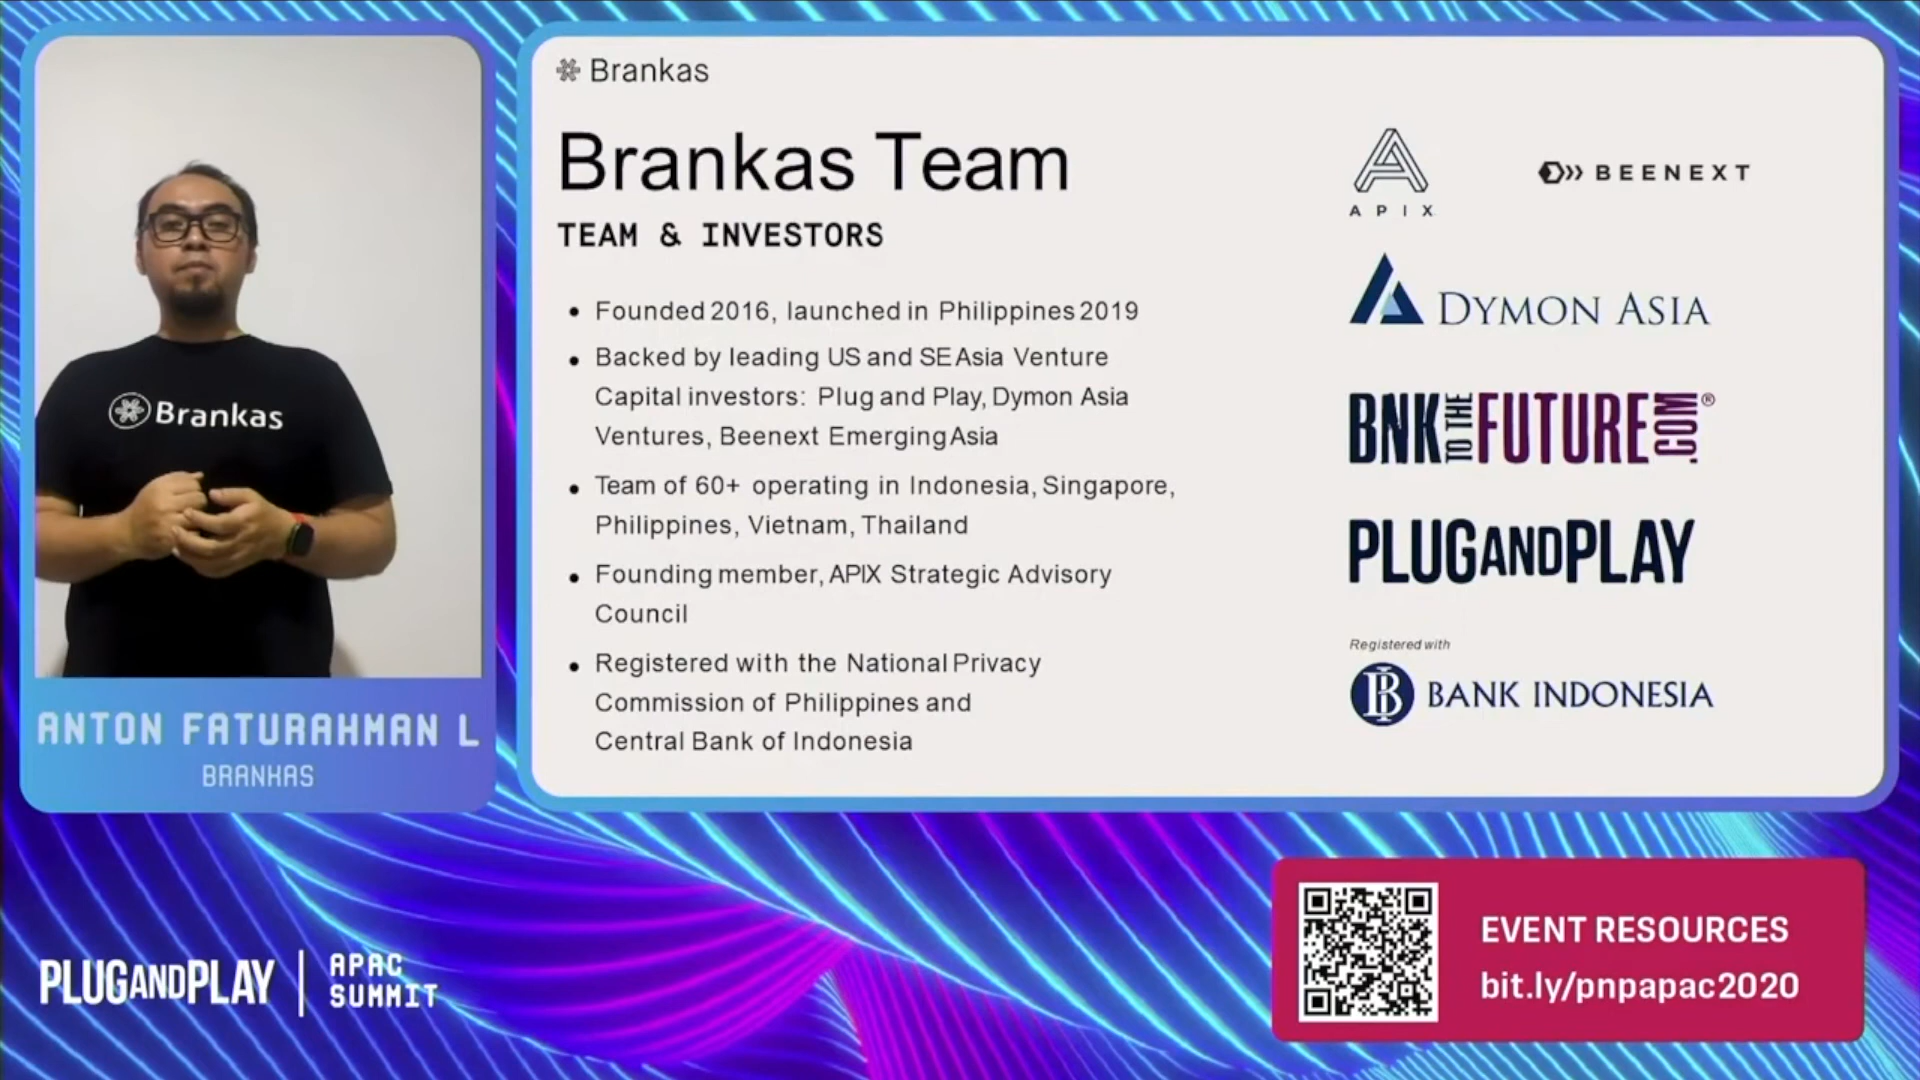 Brankas
Brankas Team
TEAM & INVESTORS
• Founded 2016, launched in Philippines 2019
• Backed by leading US and SE Asia Venture
Capital investors: Plug and Play, Dymon Asia
Ventures, Beenext Emerging Asia
• Team of 60+ operating in Indonesia, Singapore,
Philippines, Vietnam, Thailand
• Founding member, APIX Strategic Advisory
Council
• Registered with the National Privacy
Commission of Philippines and
Central Bank of Indonesia
APIX
BEENEXT
DYMON ASIA
BNK TO THE FUTURE .COM®
PLUGANDPLAY
Registered with
BANK INDONESIA
Brankas
ANTON FATURAHMAN L
BRANKAS
PLUGANDPLAY
APAC
SUMMIT
EVENT RESOURCES
bit.ly/pnpapac2020